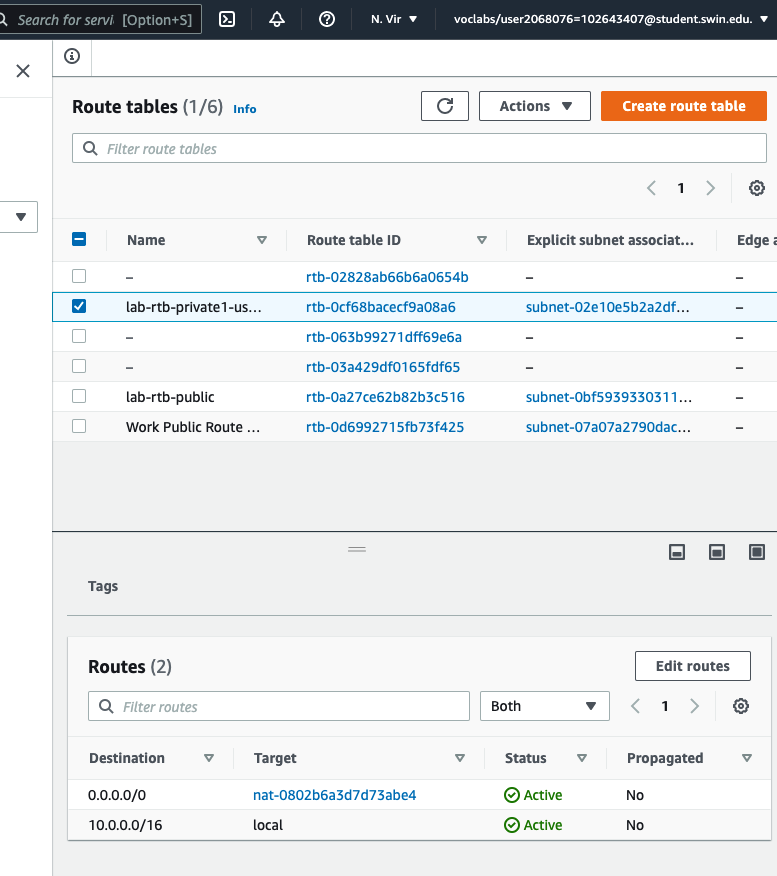 Search for servi [Option+S] N. Vir voclabs/user2068076=102643407@student.swin.edu.
Route tables (1/6) Info Actions Create route table
Filter route tables
1
Name Route table ID Explicit subnet associat... Edge a
– rtb-02828ab66b6a0654b – –
lab-rtb-private1-us... rtb-0cf68bacecf9a08a6 subnet-02e10e5b2a2df... –
– rtb-063b99271dff69e6a – –
– rtb-03a429df0165fdf65 – –
lab-rtb-public rtb-0a27ce62b82b3c516 subnet-0bf5939330311... –
Work Public Route ... rtb-0d6992715fb73f425 subnet-07a07a2790dac... –
Tags
Routes (2) Edit routes
Filter routes Both 1
Destination Target Status Propagated
0.0.0.0/0 nat-0802b6a3d7d73abe4 Active No
10.0.0.0/16 local Active No